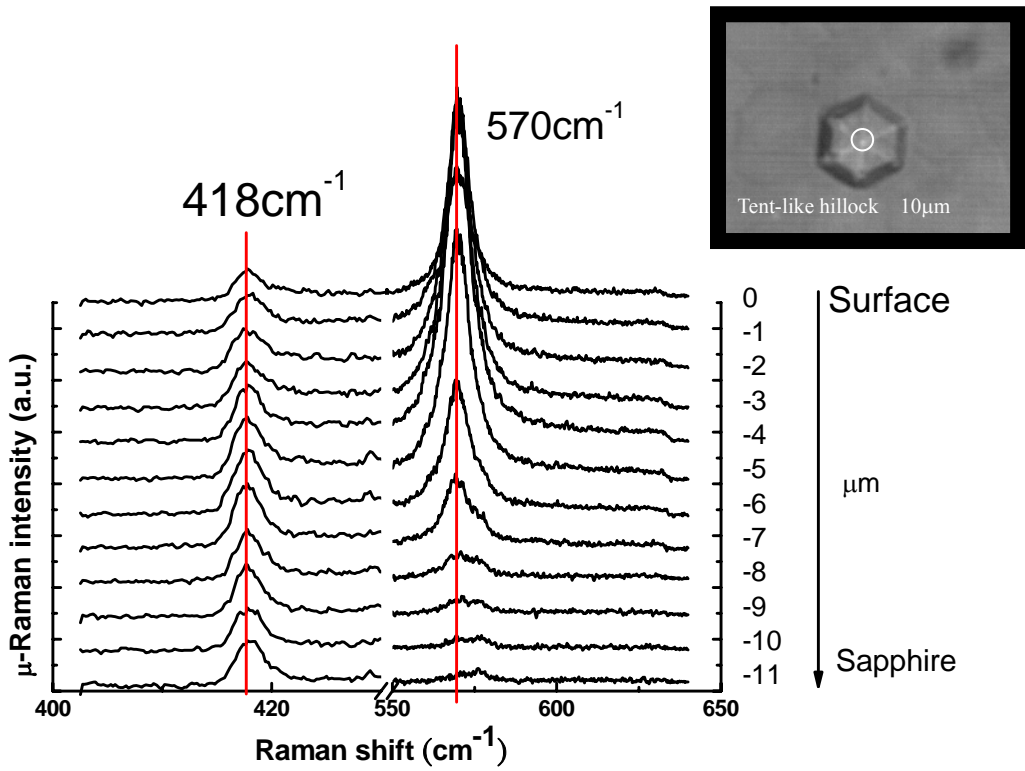 570cm⁻¹
418cm⁻¹
Tent-like hillock 10μm
0
-1
-2
-3
-4
-5
-6
-7
-8
-9
-10
-11
Surface
μm
Sapphire
μ-Raman intensity (a.u.)
400
420
550
600
650
Raman shift (cm⁻¹)